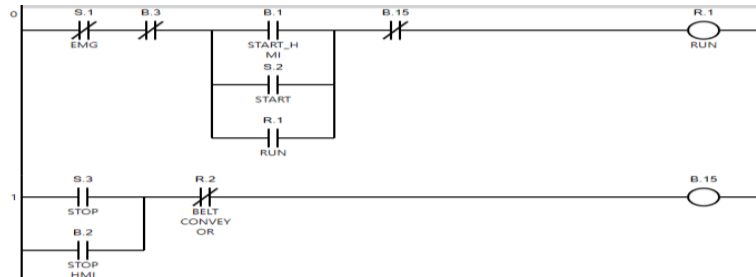 0
S.1 B.3 B.1 B.15 R.1
EMG START_H RUN
MI
S.2
START
R.1
RUN
1
S.3 R.2 B.15
STOP BELT
CONVEY
OR
B.2
STOP
HMI